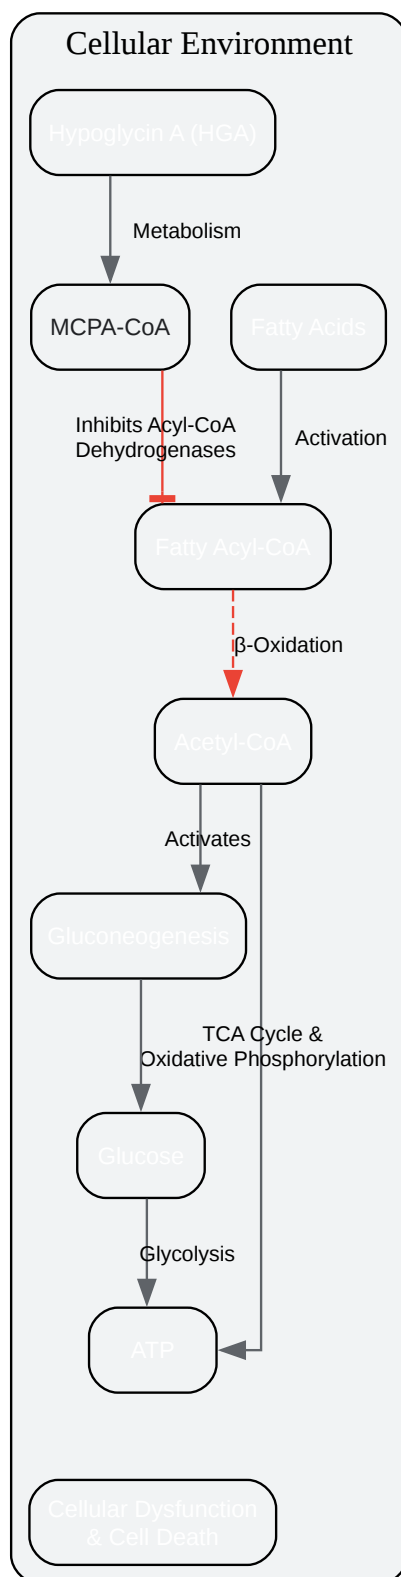 Cellular Environment
Hypoglycin A (HGA)
Metabolism
MCPA-CoA
Fatty Acids
Inhibits Acyl-CoA
Dehydrogenases
Activation
Fatty Acyl-CoA
β-Oxidation
Acetyl-CoA
Activates
Gluconeogenesis
TCA Cycle &
Oxidative Phosphorylation
Glucose
Glycolysis
ATP
Cellular Dysfunction
& Cell Death